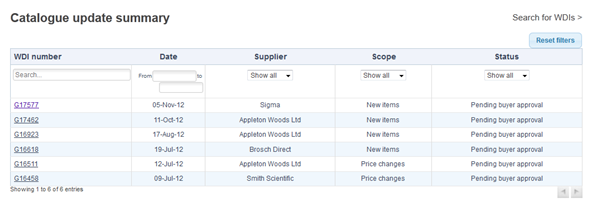 Catalogue update summary
Search for WDIs >
Reset filters
WDI number Date Supplier Scope Status
Search... From to Show all Show all Show all
G17577 05-Nov-12 Sigma New items Pending buyer approval
G17462 11-Oct-12 Appleton Woods Ltd New items Pending buyer approval
G16923 17-Aug-12 Appleton Woods Ltd New items Pending buyer approval
G16618 19-Jul-12 Brosch Direct New items Pending buyer approval
G16511 12-Jul-12 Appleton Woods Ltd Price changes Pending buyer approval
G16458 09-Jul-12 Smith Scientific Price changes Pending buyer approval
Showing 1 to 6 of 6 entries